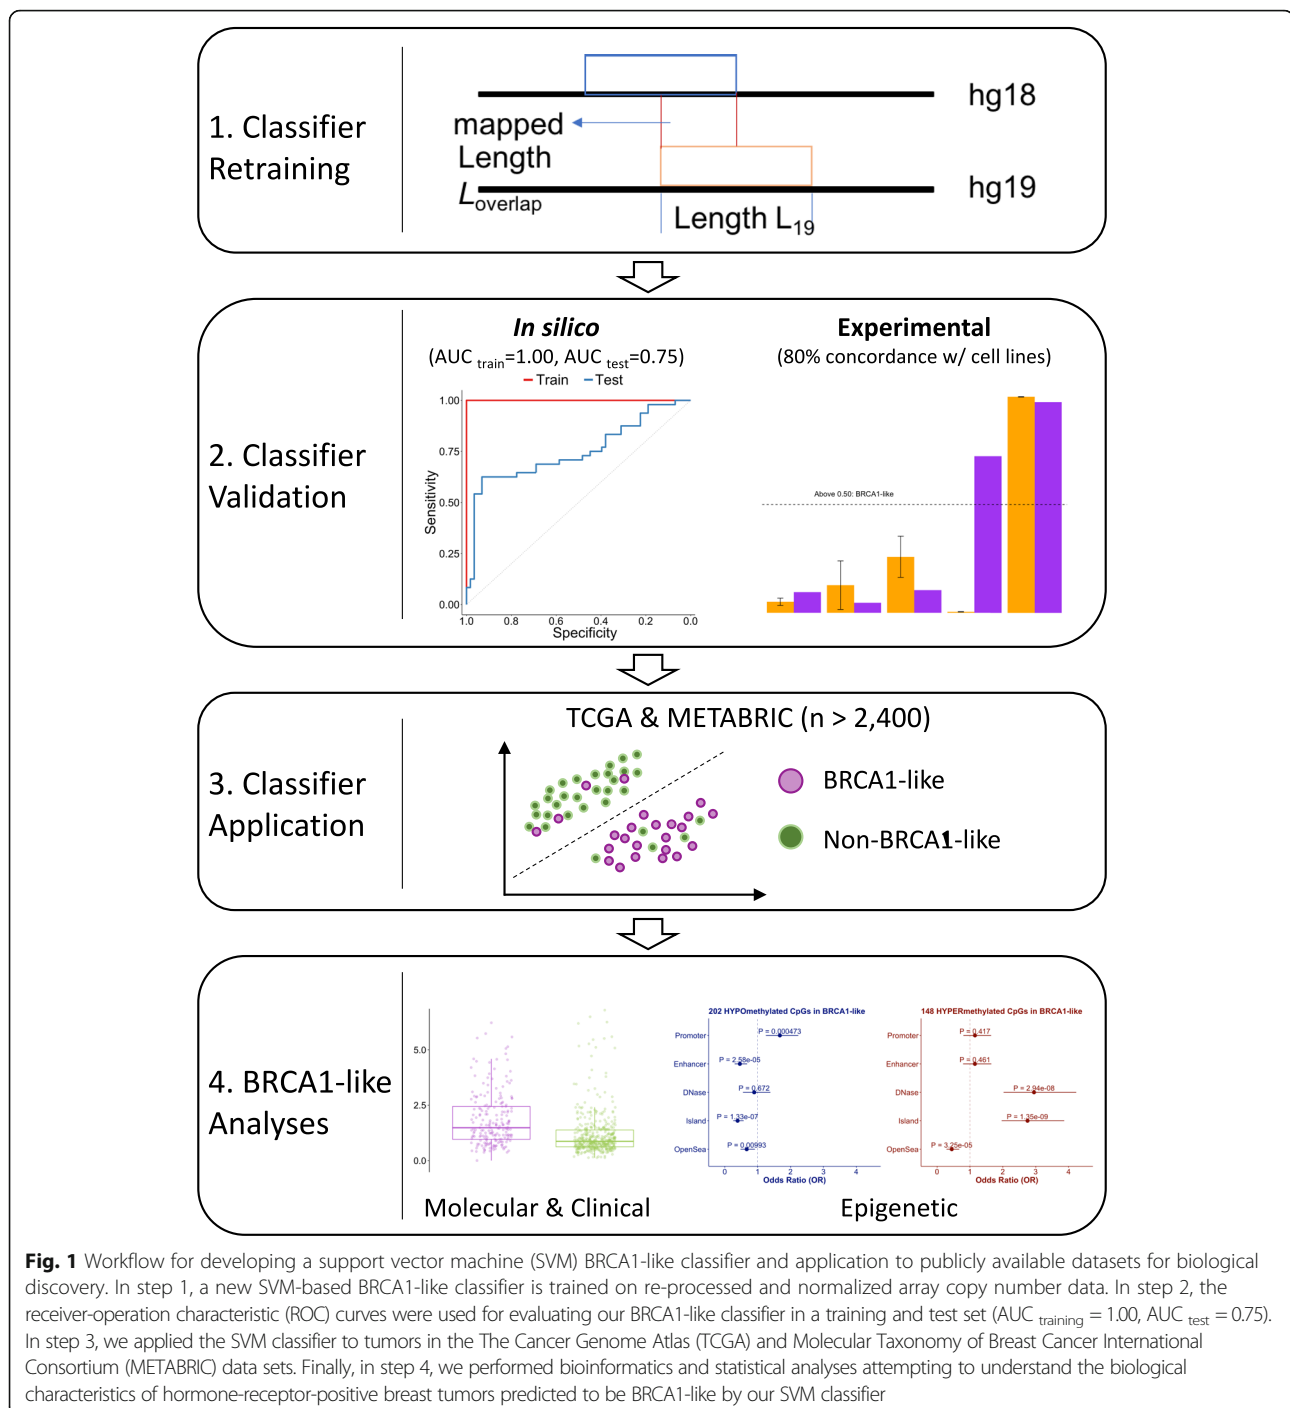 1. Classifier
Retraining
hg18
mapped
Length
L overlap
hg19
Length L19
2. Classifier
Validation
In silico
(AUC train=1.00, AUC test=0.75)
Train Test
1.00
0.75
0.50
0.25
0.00
Sensitivity
1.0 0.8 0.6 0.4 0.2 0.0
Specificity
Experimental
(80% concordance w/ cell lines)
Above 0.50: BRCA1-like
3. Classifier
Application
TCGA & METABRIC (n > 2,400)
BRCA1-like
Non-BRCA1-like
4. BRCA1-like
Analyses
5.0
2.5
0.0
Molecular & Clinical
202 HYPOmethylated CpGs in BRCA1-like
Promoter P = 0.000473
Enhancer P = 2.58e-05
DNase P = 0.672
Island P = 1.33e-07
OpenSea P = 0.00993
0 1 2 3 4
Odds Ratio (OR)
148 HYPERmethylated CpGs in BRCA1-like
Promoter P = 0.417
Enhancer P = 0.461
DNase P = 2.94e-08
Island P = 1.35e-09
OpenSea P = 3.25e-05
0 1 2 3 4
Odds Ratio (OR)
Epigenetic
Fig. 1 Workflow for developing a support vector machine (SVM) BRCA1-like classifier and application to publicly available datasets for biological
discovery. In step 1, a new SVM-based BRCA1-like classifier is trained on re-processed and normalized array copy number data. In step 2, the
receiver-operation characteristic (ROC) curves were used for evaluating our BRCA1-like classifier in a training and test set (AUC training = 1.00, AUC test = 0.75).
In step 3, we applied the SVM classifier to tumors in the The Cancer Genome Atlas (TCGA) and Molecular Taxonomy of Breast Cancer International
Consortium (METABRIC) data sets. Finally, in step 4, we performed bioinformatics and statistical analyses attempting to understand the biological
characteristics of hormone-receptor-positive breast tumors predicted to be BRCA1-like by our SVM classifier